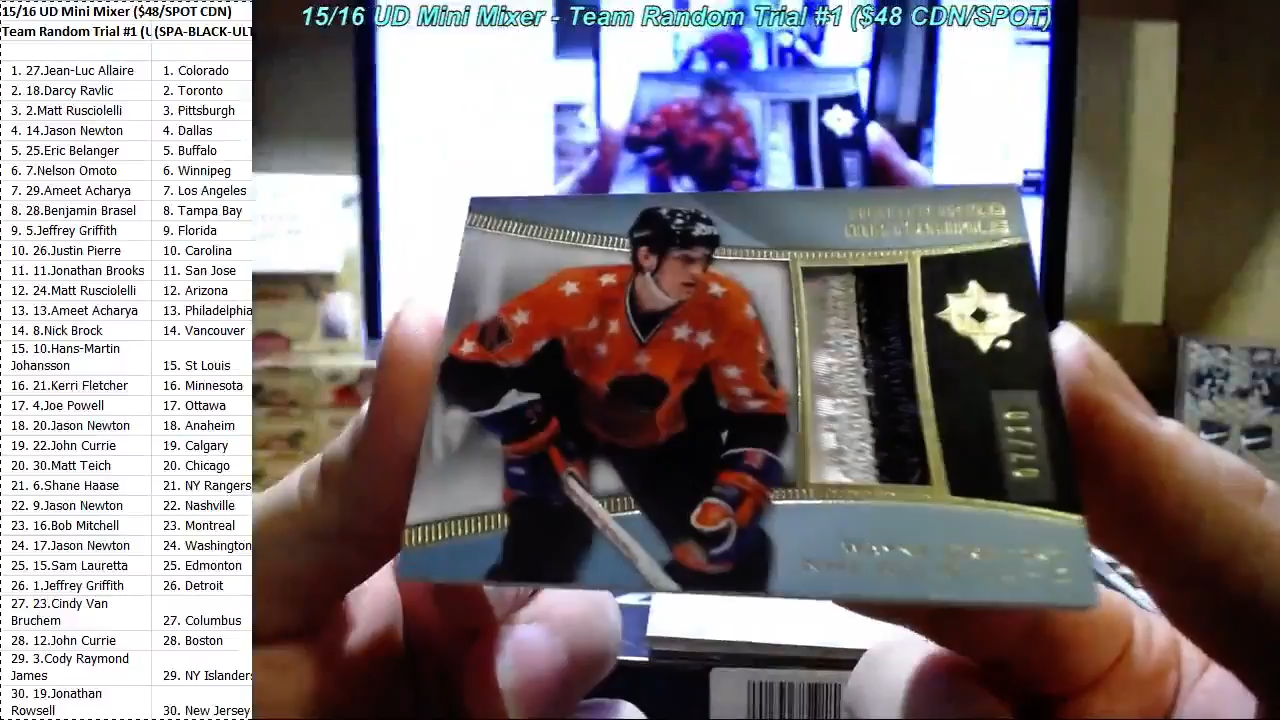 15/16 UD Mini Mixer ($48/SPOT CDN)
Team Random Trial #1 (U (SPA-BLACK-ULT
1. 27.Jean-Luc Allaire 1. Colorado
2. 18.Darcy Ravlic 2. Toronto
3. 2.Matt Rusciolelli 3. Pittsburgh
4. 14.Jason Newton 4. Dallas
5. 25.Eric Belanger 5. Buffalo
6. 7.Nelson Omoto 6. Winnipeg
7. 29.Ameet Acharya 7. Los Angeles
8. 28.Benjamin Brasel 8. Tampa Bay
9. 5.Jeffrey Griffith 9. Florida
10. 26.Justin Pierre 10. Carolina
11. 11.Jonathan Brooks 11. San Jose
12. 24.Matt Rusciolelli 12. Arizona
13. 13.Ameet Acharya 13. Philadelphia
14. 8.Nick Brock 14. Vancouver
15. 10.Hans-Martin
Johansson 15. St Louis
16. 21.Kerri Fletcher 16. Minnesota
17. 4.Joe Powell 17. Ottawa
18. 20.Jason Newton 18. Anaheim
19. 22.John Currie 19. Calgary
20. 30.Matt Teich 20. Chicago
21. 6.Shane Haase 21. NY Rangers
22. 9.Jason Newton 22. Nashville
23. 16.Bob Mitchell 23. Montreal
24. 17.Jason Newton 24. Washington
25. 15.Sam Lauretta 25. Edmonton
26. 1.Jeffrey Griffith 26. Detroit
27. 23.Cindy Van
Bruchem 27. Columbus
28. 12.John Currie 28. Boston
29. 3.Cody Raymond
James 29. NY Islanders
30. 19.Jonathan
Rowsell 30. New Jersey
15/16 UD Mini Mixer - Team Random Trial #1 ($48 CDN/SPOT)
07/10